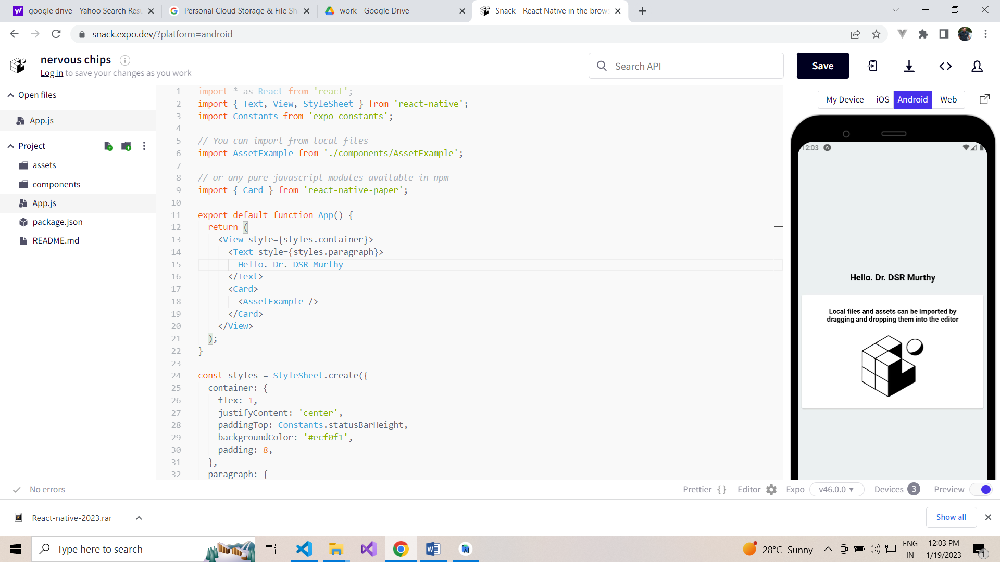 google drive - Yahoo Search Resu
Personal Cloud Storage & File Sh
work - Google Drive
Snack - React Native in the brow
snack.expo.dev/?platform=android
nervous chips
Log in to save your changes as you work
Search API
Save
Open files
App.js
Project
assets
components
App.js
package.json
README.md
1 import * as React from 'react';
2 import { Text, View, StyleSheet } from 'react-native';
3 import Constants from 'expo-constants';
4
5 // You can import from local files
6 import AssetExample from './components/AssetExample';
7
8 // or any pure javascript modules available in npm
9 import { Card } from 'react-native-paper';
10
11 export default function App() {
12 return (
13 <View style={styles.container}>
14 <Text style={styles.paragraph}>
15 Hello. Dr. DSR Murthy
16 </Text>
17 <Card>
18 <AssetExample />
19 </Card>
20 </View>
21 );
22 }
23
24 const styles = StyleSheet.create({
25 container: {
26 flex: 1,
27 justifyContent: 'center',
28 paddingTop: Constants.statusBarHeight,
29 backgroundColor: '#ecf0f1',
30 padding: 8,
31 },
32 paragraph: {
My Device iOS Android Web
12:03
Hello. Dr. DSR Murthy
Local files and assets can be imported by
dragging and dropping them into the editor
No errors
Prettier { } Editor Expo v46.0.0 Devices 3 Preview
React-native-2023.rar
Show all
Type here to search
28°C Sunny
ENG
IN
12:03 PM
1/19/2023
1